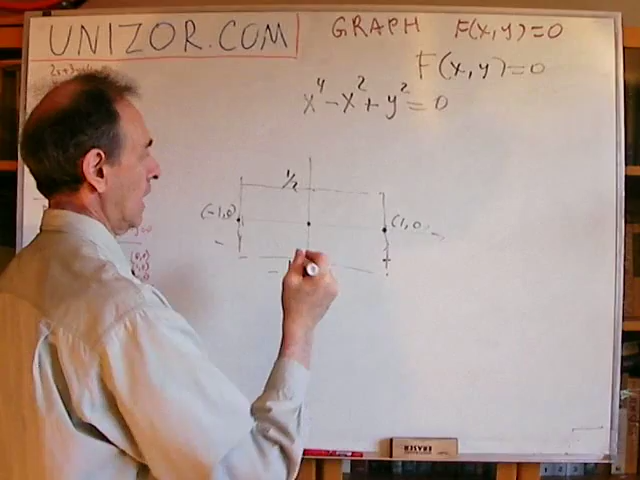 UNIZOR.COM
GRAPH F(X,Y)=0
F(x,y)=0
x⁴-x²+y²=0
1/2
(-1,0)
(1,0)